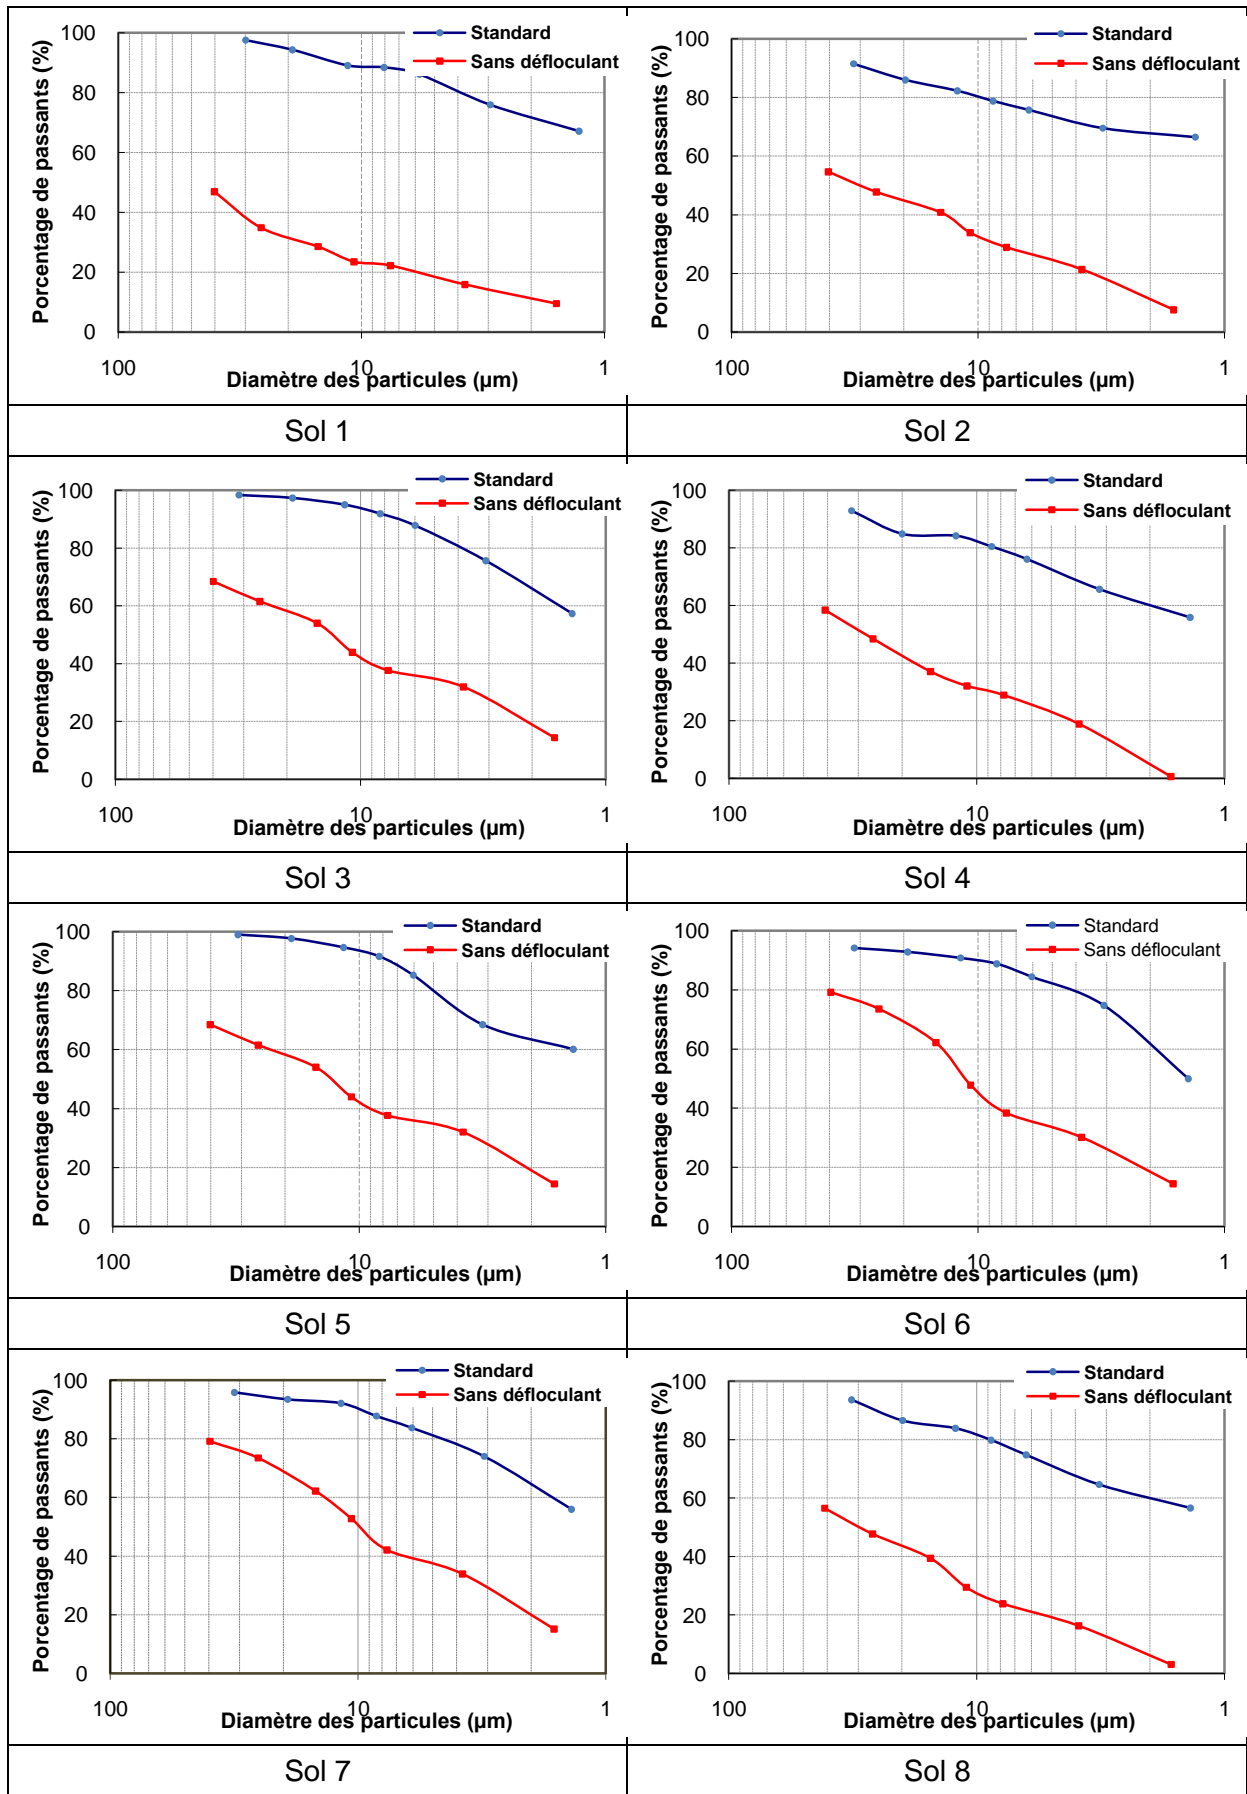 Standard
Sans défloculant
Porcentage de passants (%)
100
80
60
40
20
0
100
10
1
Diamètre des particules (µm)
Sol 1
Standard
Sans défloculant
Porcentage de passants (%)
100
80
60
40
20
0
100
10
1
Diamètre des particules (µm)
Sol 2
Standard
Sans défloculant
Porcentage de passants (%)
100
80
60
40
20
0
100
10
1
Diamètre des particules (µm)
Sol 3
Standard
Sans défloculant
Porcentage de passants (%)
100
80
60
40
20
0
100
10
1
Diamètre des particules (µm)
Sol 4
Standard
Sans défloculant
Porcentage de passants (%)
100
80
60
40
20
0
100
10
1
Diamètre des particules (µm)
Sol 5
Standard
Sans défloculant
Porcentage de passants (%)
100
80
60
40
20
0
100
10
1
Diamètre des particules (µm)
Sol 6
Standard
Sans défloculant
Porcentage de passants (%)
100
80
60
40
20
0
100
10
1
Diamètre des particules (µm)
Sol 7
Standard
Sans défloculant
Porcentage de passants (%)
100
80
60
40
20
0
100
10
1
Diamètre des particules (µm)
Sol 8